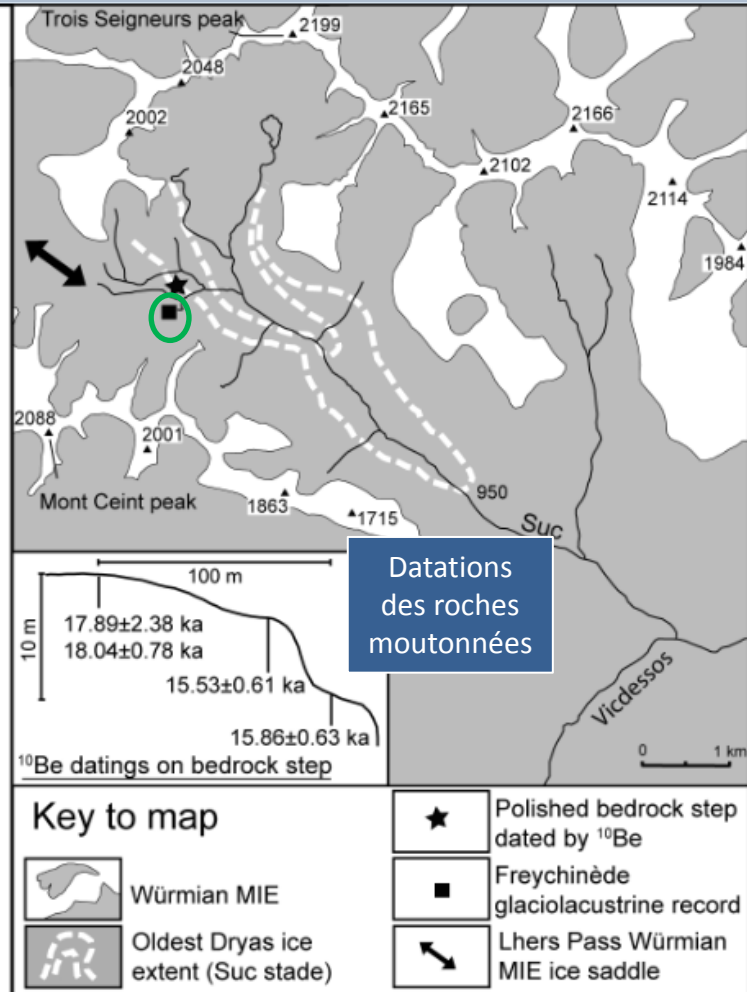 Trois Seigneurs peak
2199
2048
2002
2165
2166
2102
2114
1984
2088
2001
Mont Ceint peak
1863
1715
950
Suc
Vicdessos
0 1 km
Datations
des roches
moutonnées
100 m
10 m
17.89±2.38 ka
18.04±0.78 ka
15.53±0.61 ka
15.86±0.63 ka
¹⁰Be datings on bedrock step
Key to map
Würmian MIE
Oldest Dryas ice
extent (Suc stade)
Polished bedrock step
dated by ¹⁰Be
Freychinède
glaciolacustrine record
Lhers Pass Würmian
MIE ice saddle